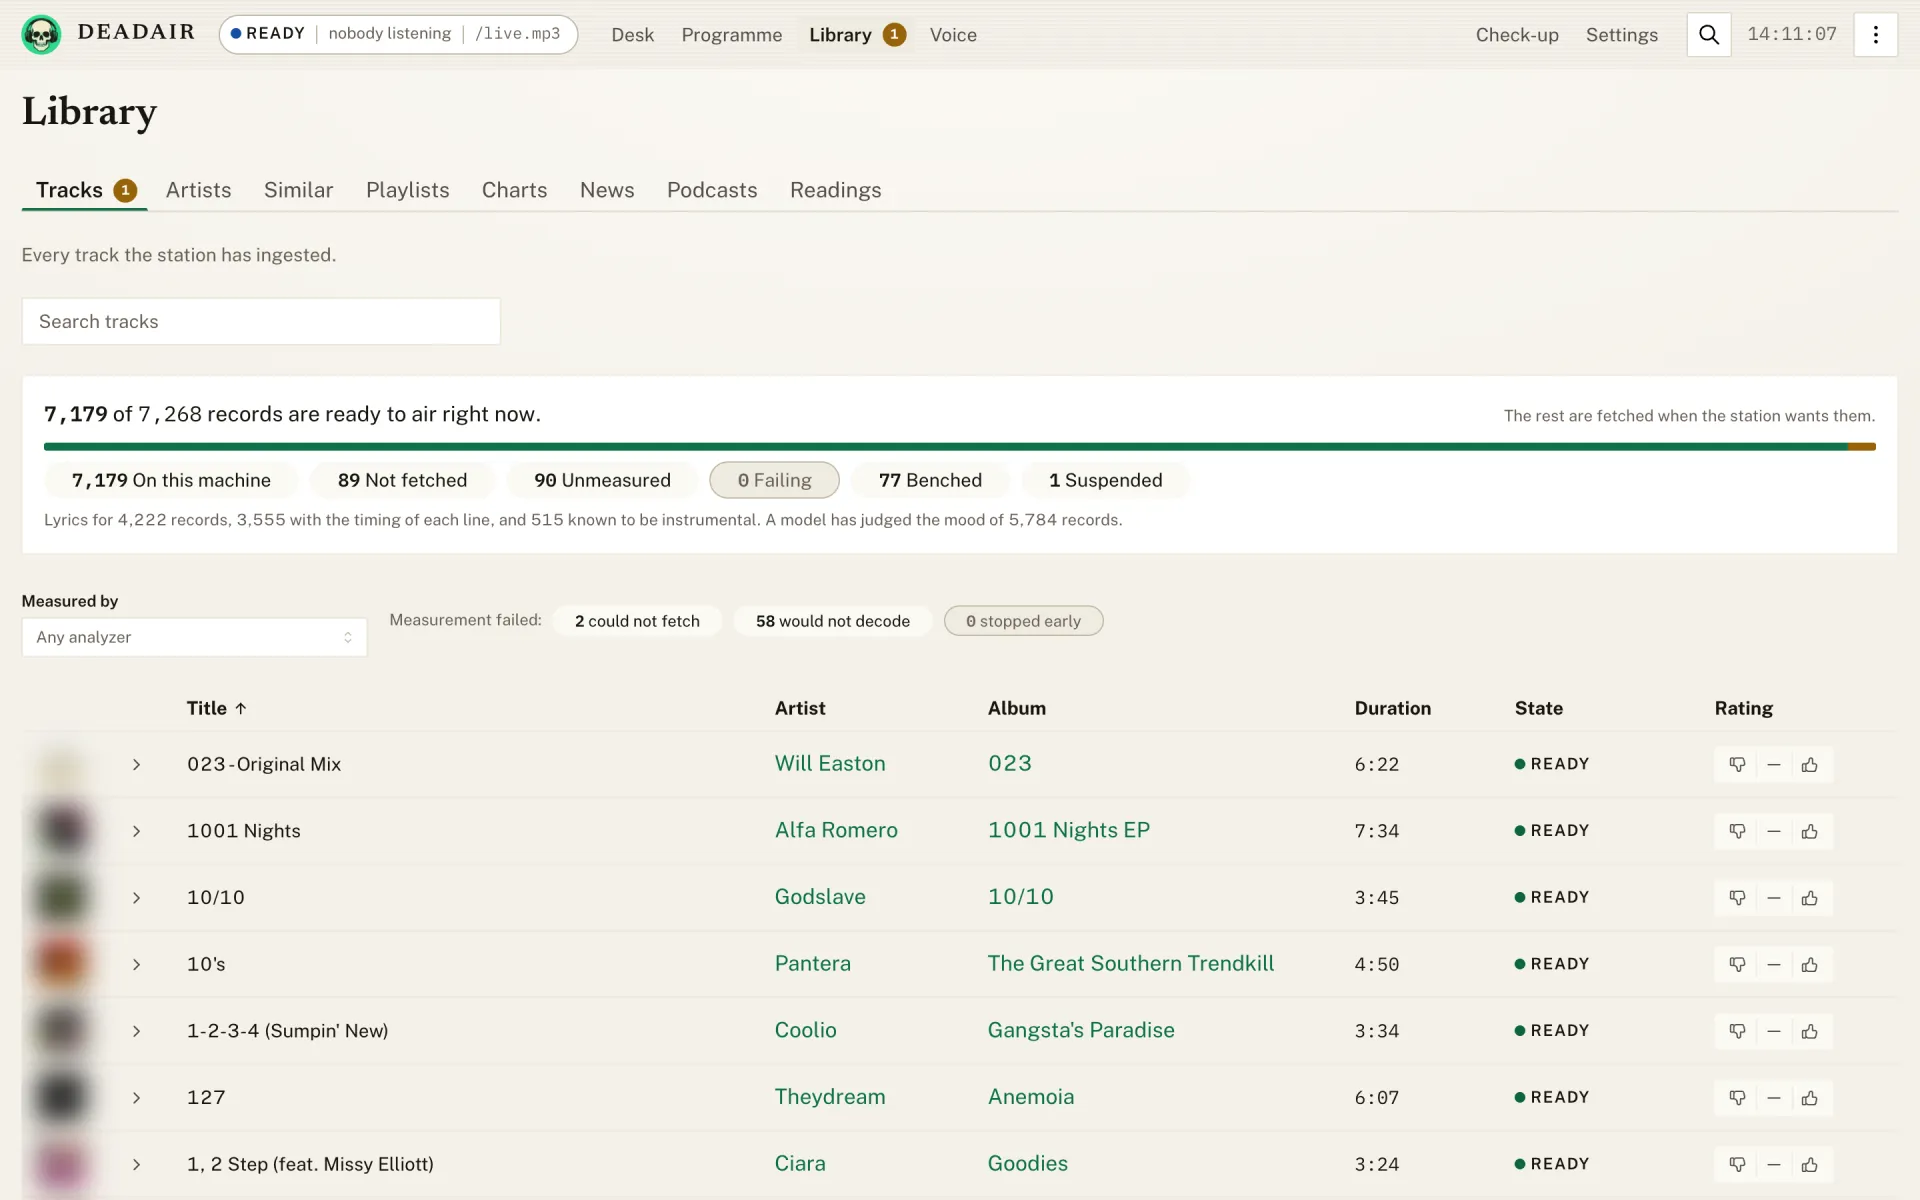 DEADAIR
READY | nobody listening | /live.mp3
Desk
Programme
Library 1
Voice
Check-up
Settings
14:11:07
Library
Tracks 1
Artists
Similar
Playlists
Charts
News
Podcasts
Readings
Every track the station has ingested.
Search tracks
7,179 of 7,268 records are ready to air right now.
The rest are fetched when the station wants them.
7,179 On this machine
89 Not fetched
90 Unmeasured
0 Failing
77 Benched
1 Suspended
Lyrics for 4,222 records, 3,555 with the timing of each line, and 515 known to be instrumental. A model has judged the mood of 5,784 records.
Measured by
Any analyzer
Measurement failed:
2 could not fetch
58 would not decode
0 stopped early
Title ↑ Artist Album Duration State Rating
023 - Original Mix Will Easton 023 6:22 READY
1001 Nights Alfa Romero 1001 Nights EP 7:34 READY
10/10 Godslave 10/10 3:45 READY
10's Pantera The Great Southern Trendkill 4:50 READY
1-2-3-4 (Sumpin' New) Coolio Gangsta's Paradise 3:34 READY
127 Theydream Anemoia 6:07 READY
1, 2 Step (feat. Missy Elliott) Ciara Goodies 3:24 READY